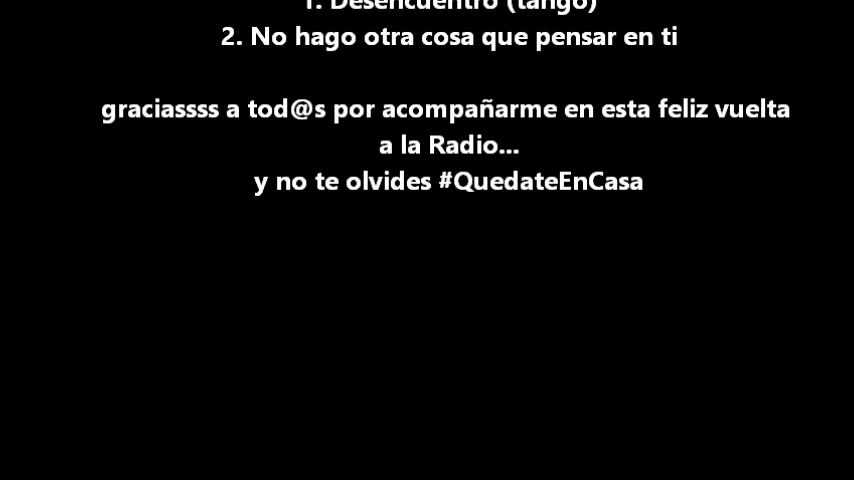 1. Desencuentro (tango)
2. No hago otra cosa que pensar en ti
graciassss a tod@s por acompañarme en esta feliz vuelta
a la Radio...
y no te olvides #QuedateEnCasa